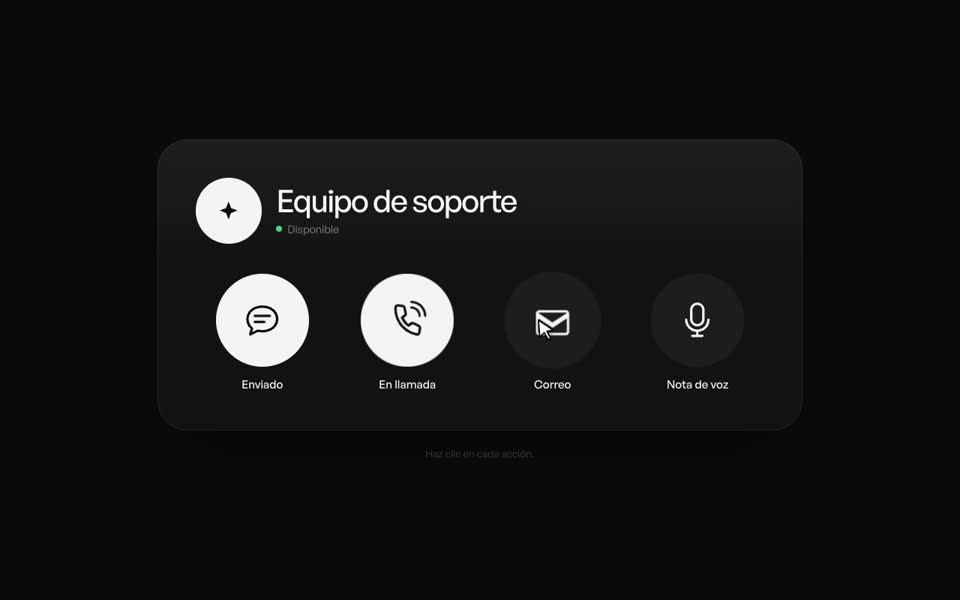 Equipo de soporte
Disponible
Enviado
En llamada
Correo
Nota de voz
Haz clic en cada acción.